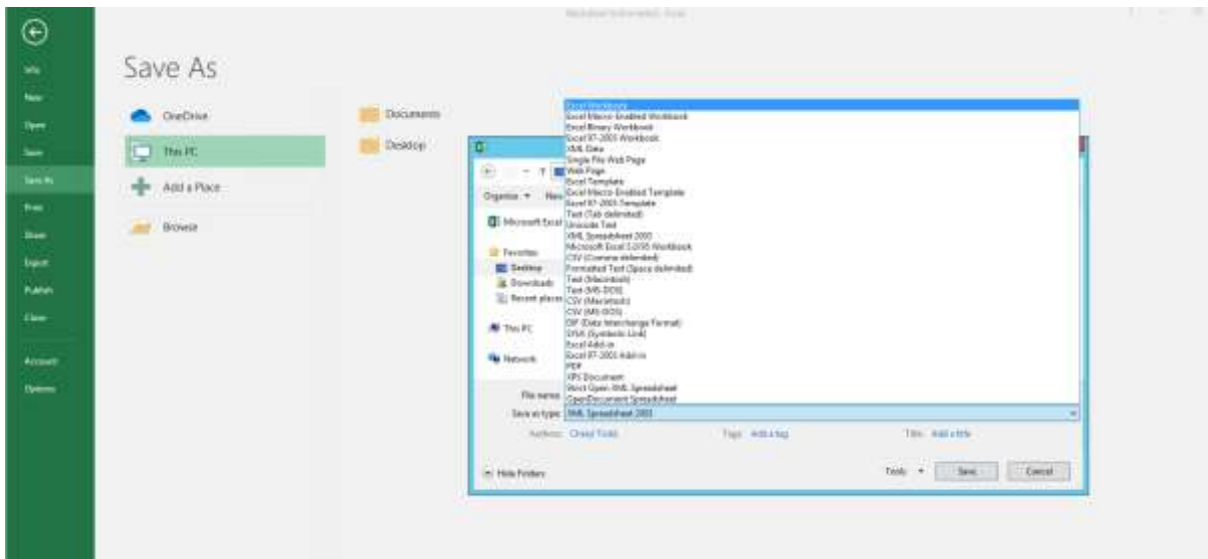 Save As
Info
New
Open
Save
Save As
Print
Share
Export
Publish
Close
Account
Options
OneDrive
This PC
Add a Place
Browse
Documents
Desktop
Organize
New
Microsoft Excel
Favorites
Desktop
Downloads
Recent places
This PC
Network
Excel Workbook
Excel Macro-Enabled Workbook
Excel Binary Workbook
Excel 97-2003 Workbook
XML Data
Single File Web Page
Web Page
Excel Template
Excel Macro-Enabled Template
Excel 97-2003 Template
Text (Tab delimited)
Unicode Text
XML Spreadsheet 2003
Microsoft Excel 5.0/95 Workbook
CSV (Comma delimited)
Formatted Text (Space delimited)
Text (Macintosh)
Text (MS-DOS)
CSV (Macintosh)
CSV (MS-DOS)
DIF (Data Interchange Format)
SYLK (Symbolic Link)
Excel Add-in
Excel 97-2003 Add-in
PDF
XPS Document
Strict Open XML Spreadsheet
OpenDocument Spreadsheet
File name
Save as type: XML Spreadsheet 2003
Authors: Tags: Add a tag Title: Add a title
Hide Folders Tools Save Cancel